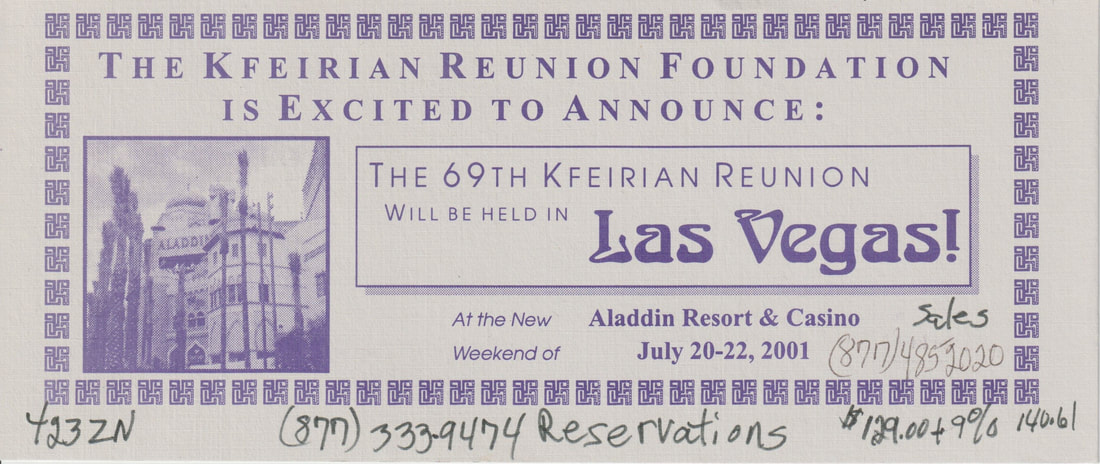 THE KFEIRIAN REUNION FOUNDATION
IS EXCITED TO ANNOUNCE:
ALADDIN
THE 69TH KFEIRIAN REUNION
WILL BE HELD IN
Las Vegas!
At the New Aladdin Resort & Casino
Sales
Weekend of July 20-22, 2001
(877)485-2020
423ZN (877) 333-9474 Reservations $129.00+9% 140.61